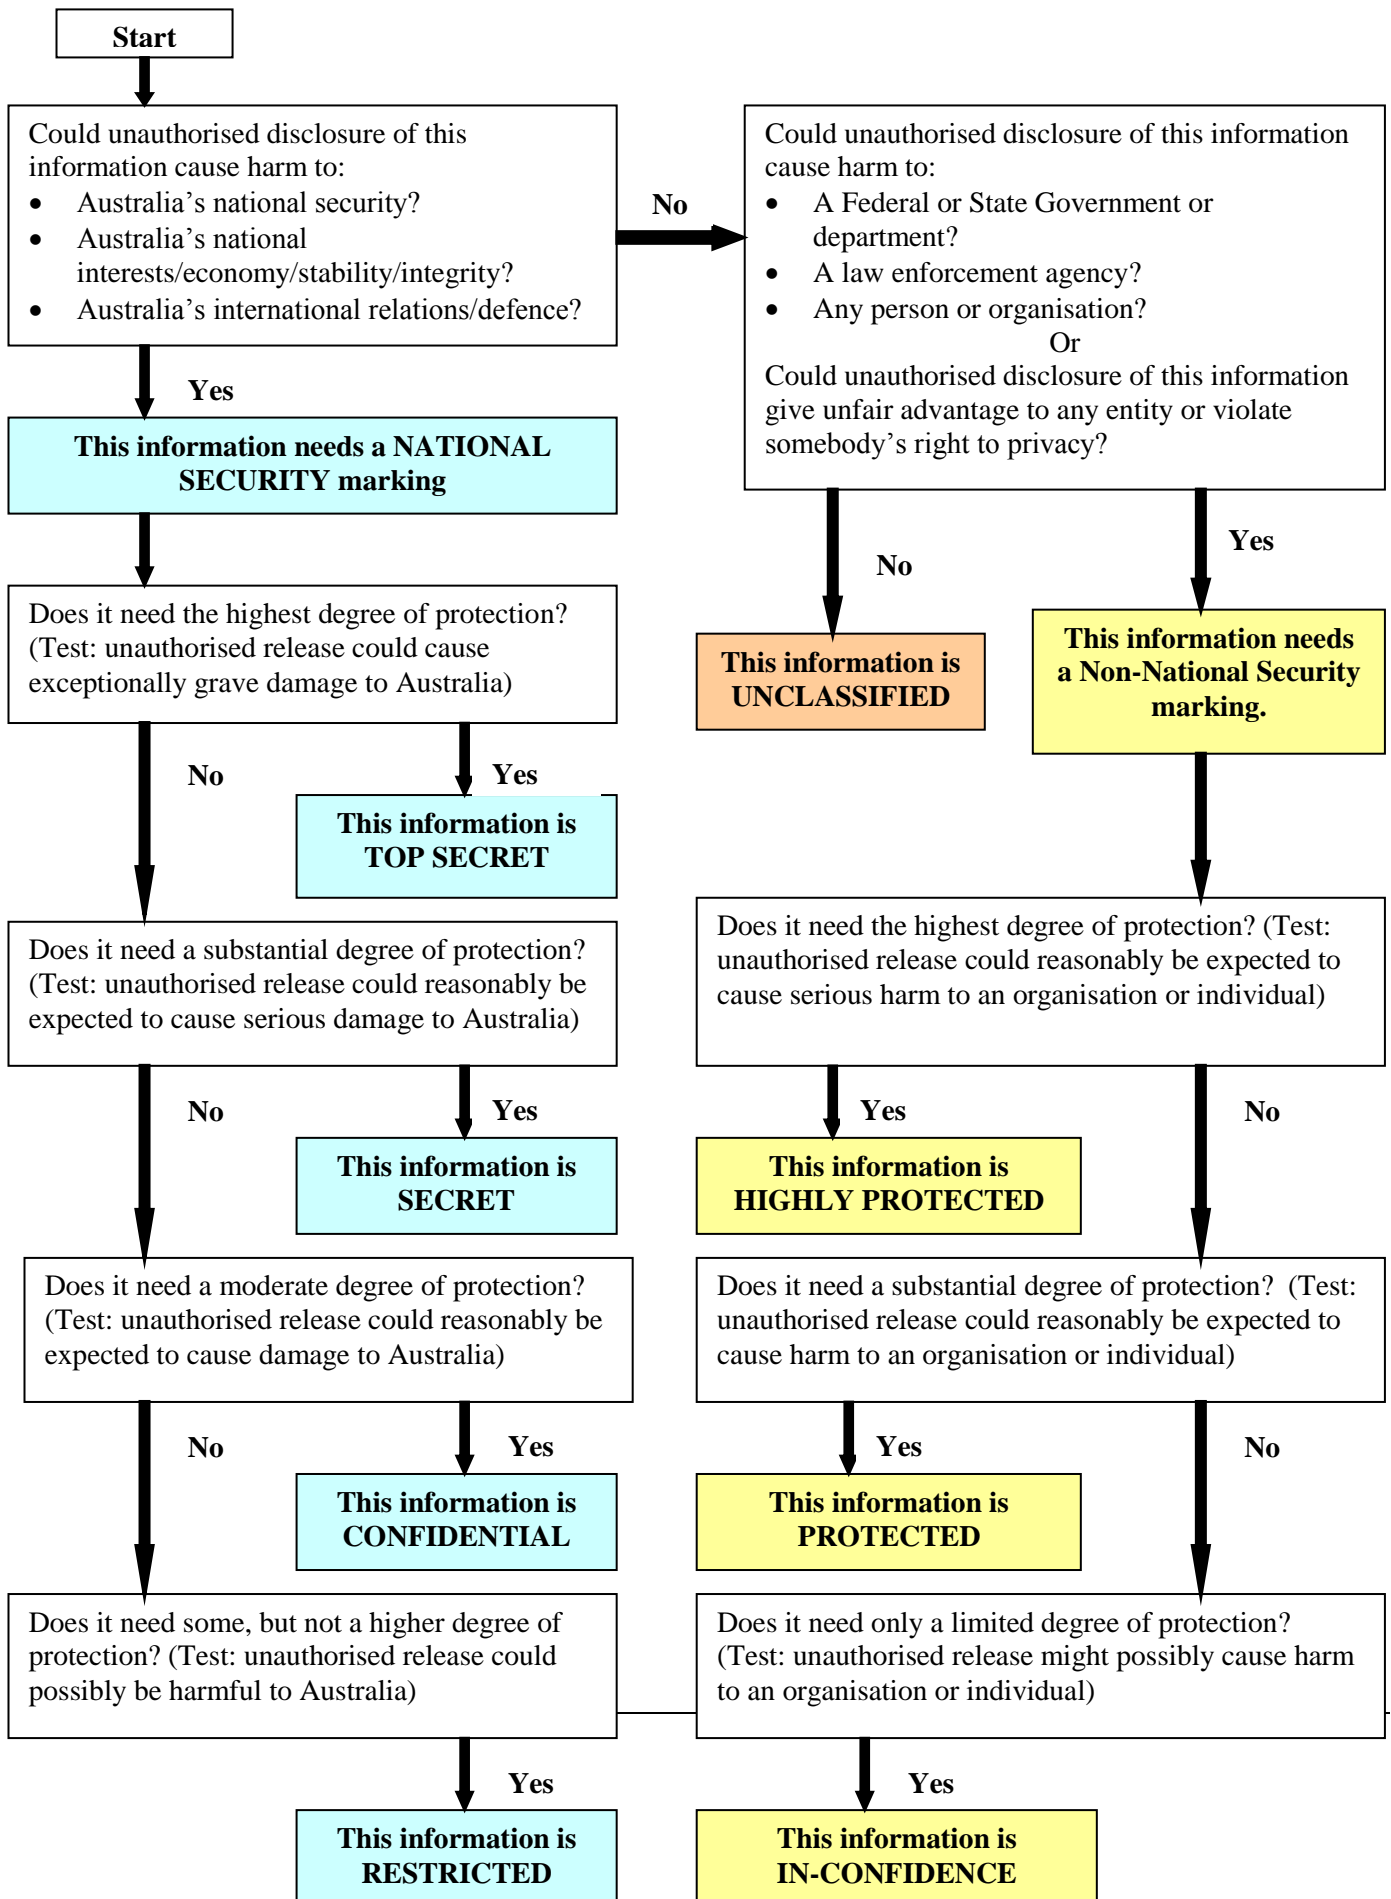 Start
Could unauthorised disclosure of this
information cause harm to:
• Australia’s national security?
• Australia’s national
interests/economy/stability/integrity?
• Australia’s international relations/defence?
No
Could unauthorised disclosure of this information
cause harm to:
• A Federal or State Government or
department?
• A law enforcement agency?
• Any person or organisation?
Or
Could unauthorised disclosure of this information
give unfair advantage to any entity or violate
somebody’s right to privacy?
Yes
This information needs a NATIONAL
SECURITY marking
No
Yes
Does it need the highest degree of protection?
(Test: unauthorised release could cause
exceptionally grave damage to Australia)
This information is
UNCLASSIFIED
This information needs
a Non-National Security
marking.
No
Yes
This information is
TOP SECRET
Does it need a substantial degree of protection?
(Test: unauthorised release could reasonably be
expected to cause serious damage to Australia)
Does it need the highest degree of protection? (Test:
unauthorised release could reasonably be expected to
cause serious harm to an organisation or individual)
No
Yes
Yes
No
This information is
SECRET
This information is
HIGHLY PROTECTED
Does it need a moderate degree of protection?
(Test: unauthorised release could reasonably be
expected to cause damage to Australia)
Does it need a substantial degree of protection?  (Test:
unauthorised release could reasonably be expected to
cause harm to an organisation or individual)
No
Yes
Yes
No
This information is
CONFIDENTIAL
This information is
PROTECTED
Does it need some, but not a higher degree of
protection? (Test: unauthorised release could
possibly be harmful to Australia)
Does it need only a limited degree of protection?
(Test: unauthorised release might possibly cause harm
to an organisation or individual)
Yes
Yes
This information is
RESTRICTED
This information is
IN-CONFIDENCE